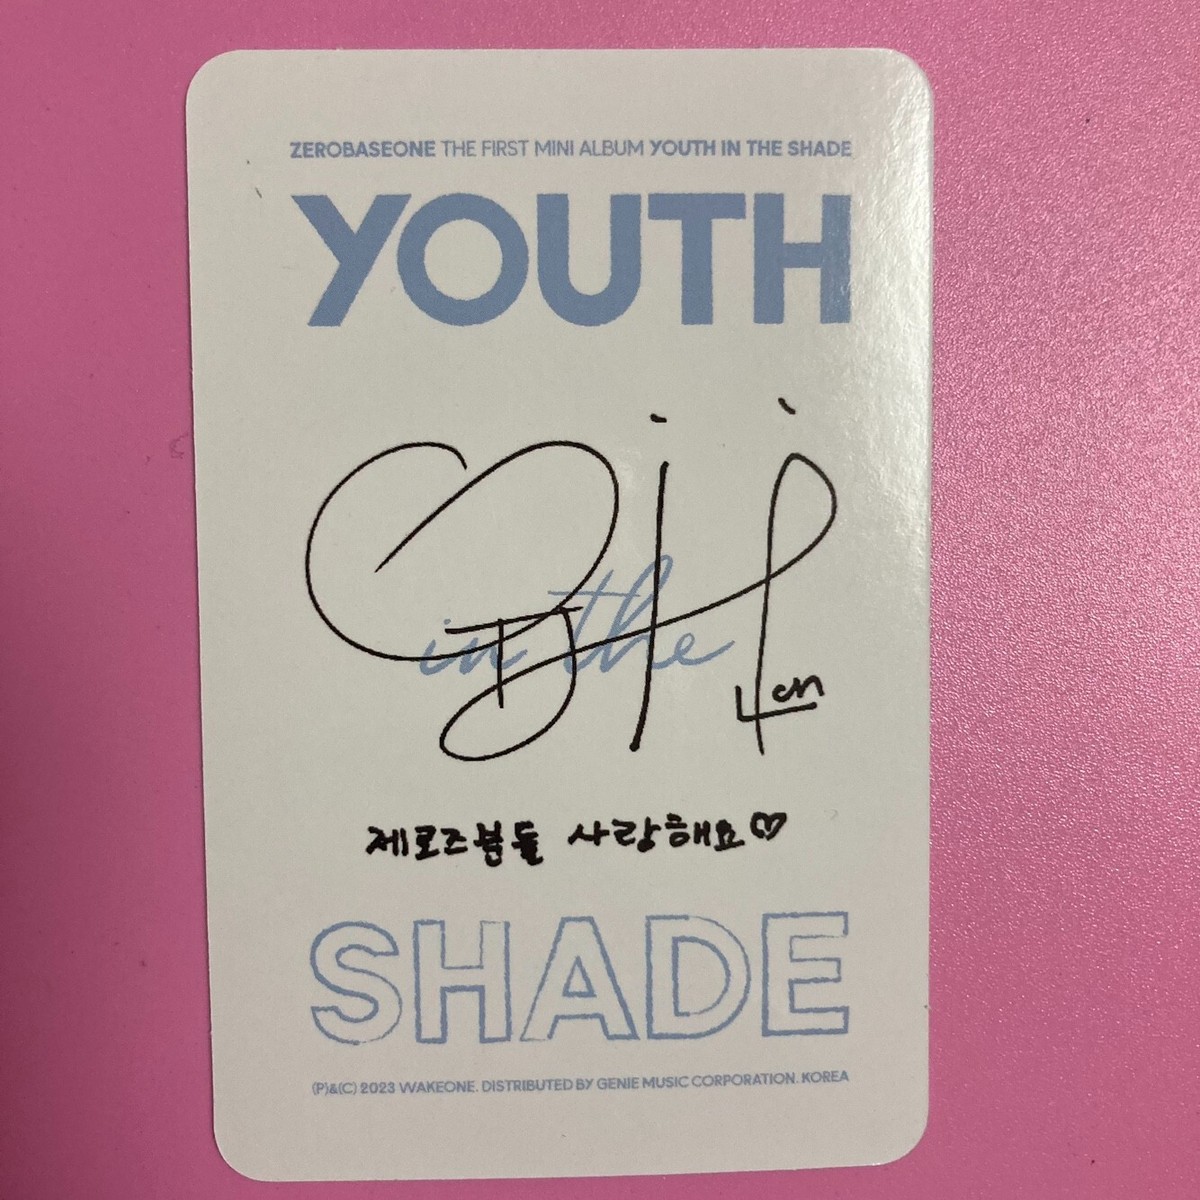 ZEROBASEONE THE FIRST MINI ALBUM YOUTH IN THE SHADE
YOUTH
in the
제로즈분들 사랑해요♡
SHADE
(P)&(C) 2023 WAKEONE. DISTRIBUTED BY GENIE MUSIC CORPORATION. KOREA